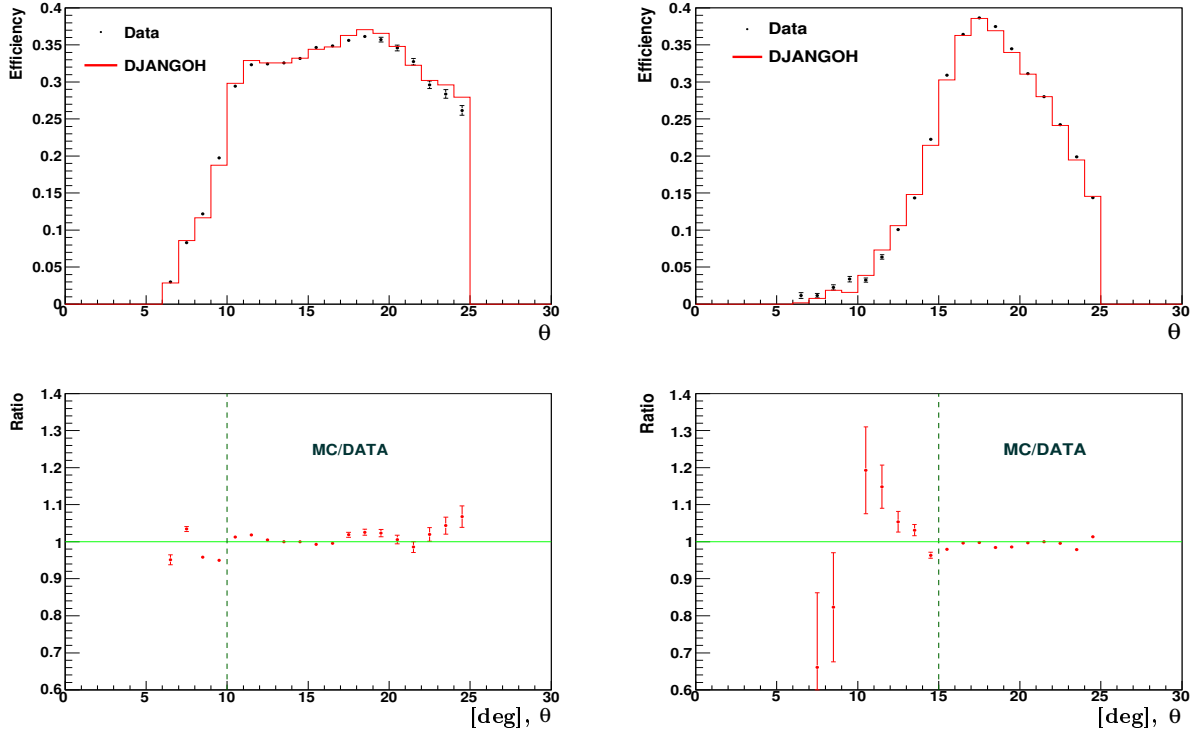 Efficiency
0.4
0.35
0.3
0.25
0.2
0.15
0.1
0.05
0
Data
DJANGOH
0 5 10 15 20 25 30
θ
Efficiency
0.4
0.35
0.3
0.25
0.2
0.15
0.1
0.05
0
Data
DJANGOH
0 5 10 15 20 25 30
θ
Ratio
1.4
1.3
1.2
1.1
1
0.9
0.8
0.7
0.6
MC/DATA
0 5 10 15 20 25 30
[deg], θ
Ratio
1.4
1.3
1.2
1.1
1
0.9
0.8
0.7
0.6
MC/DATA
0 5 10 15 20 25 30
[deg], θ